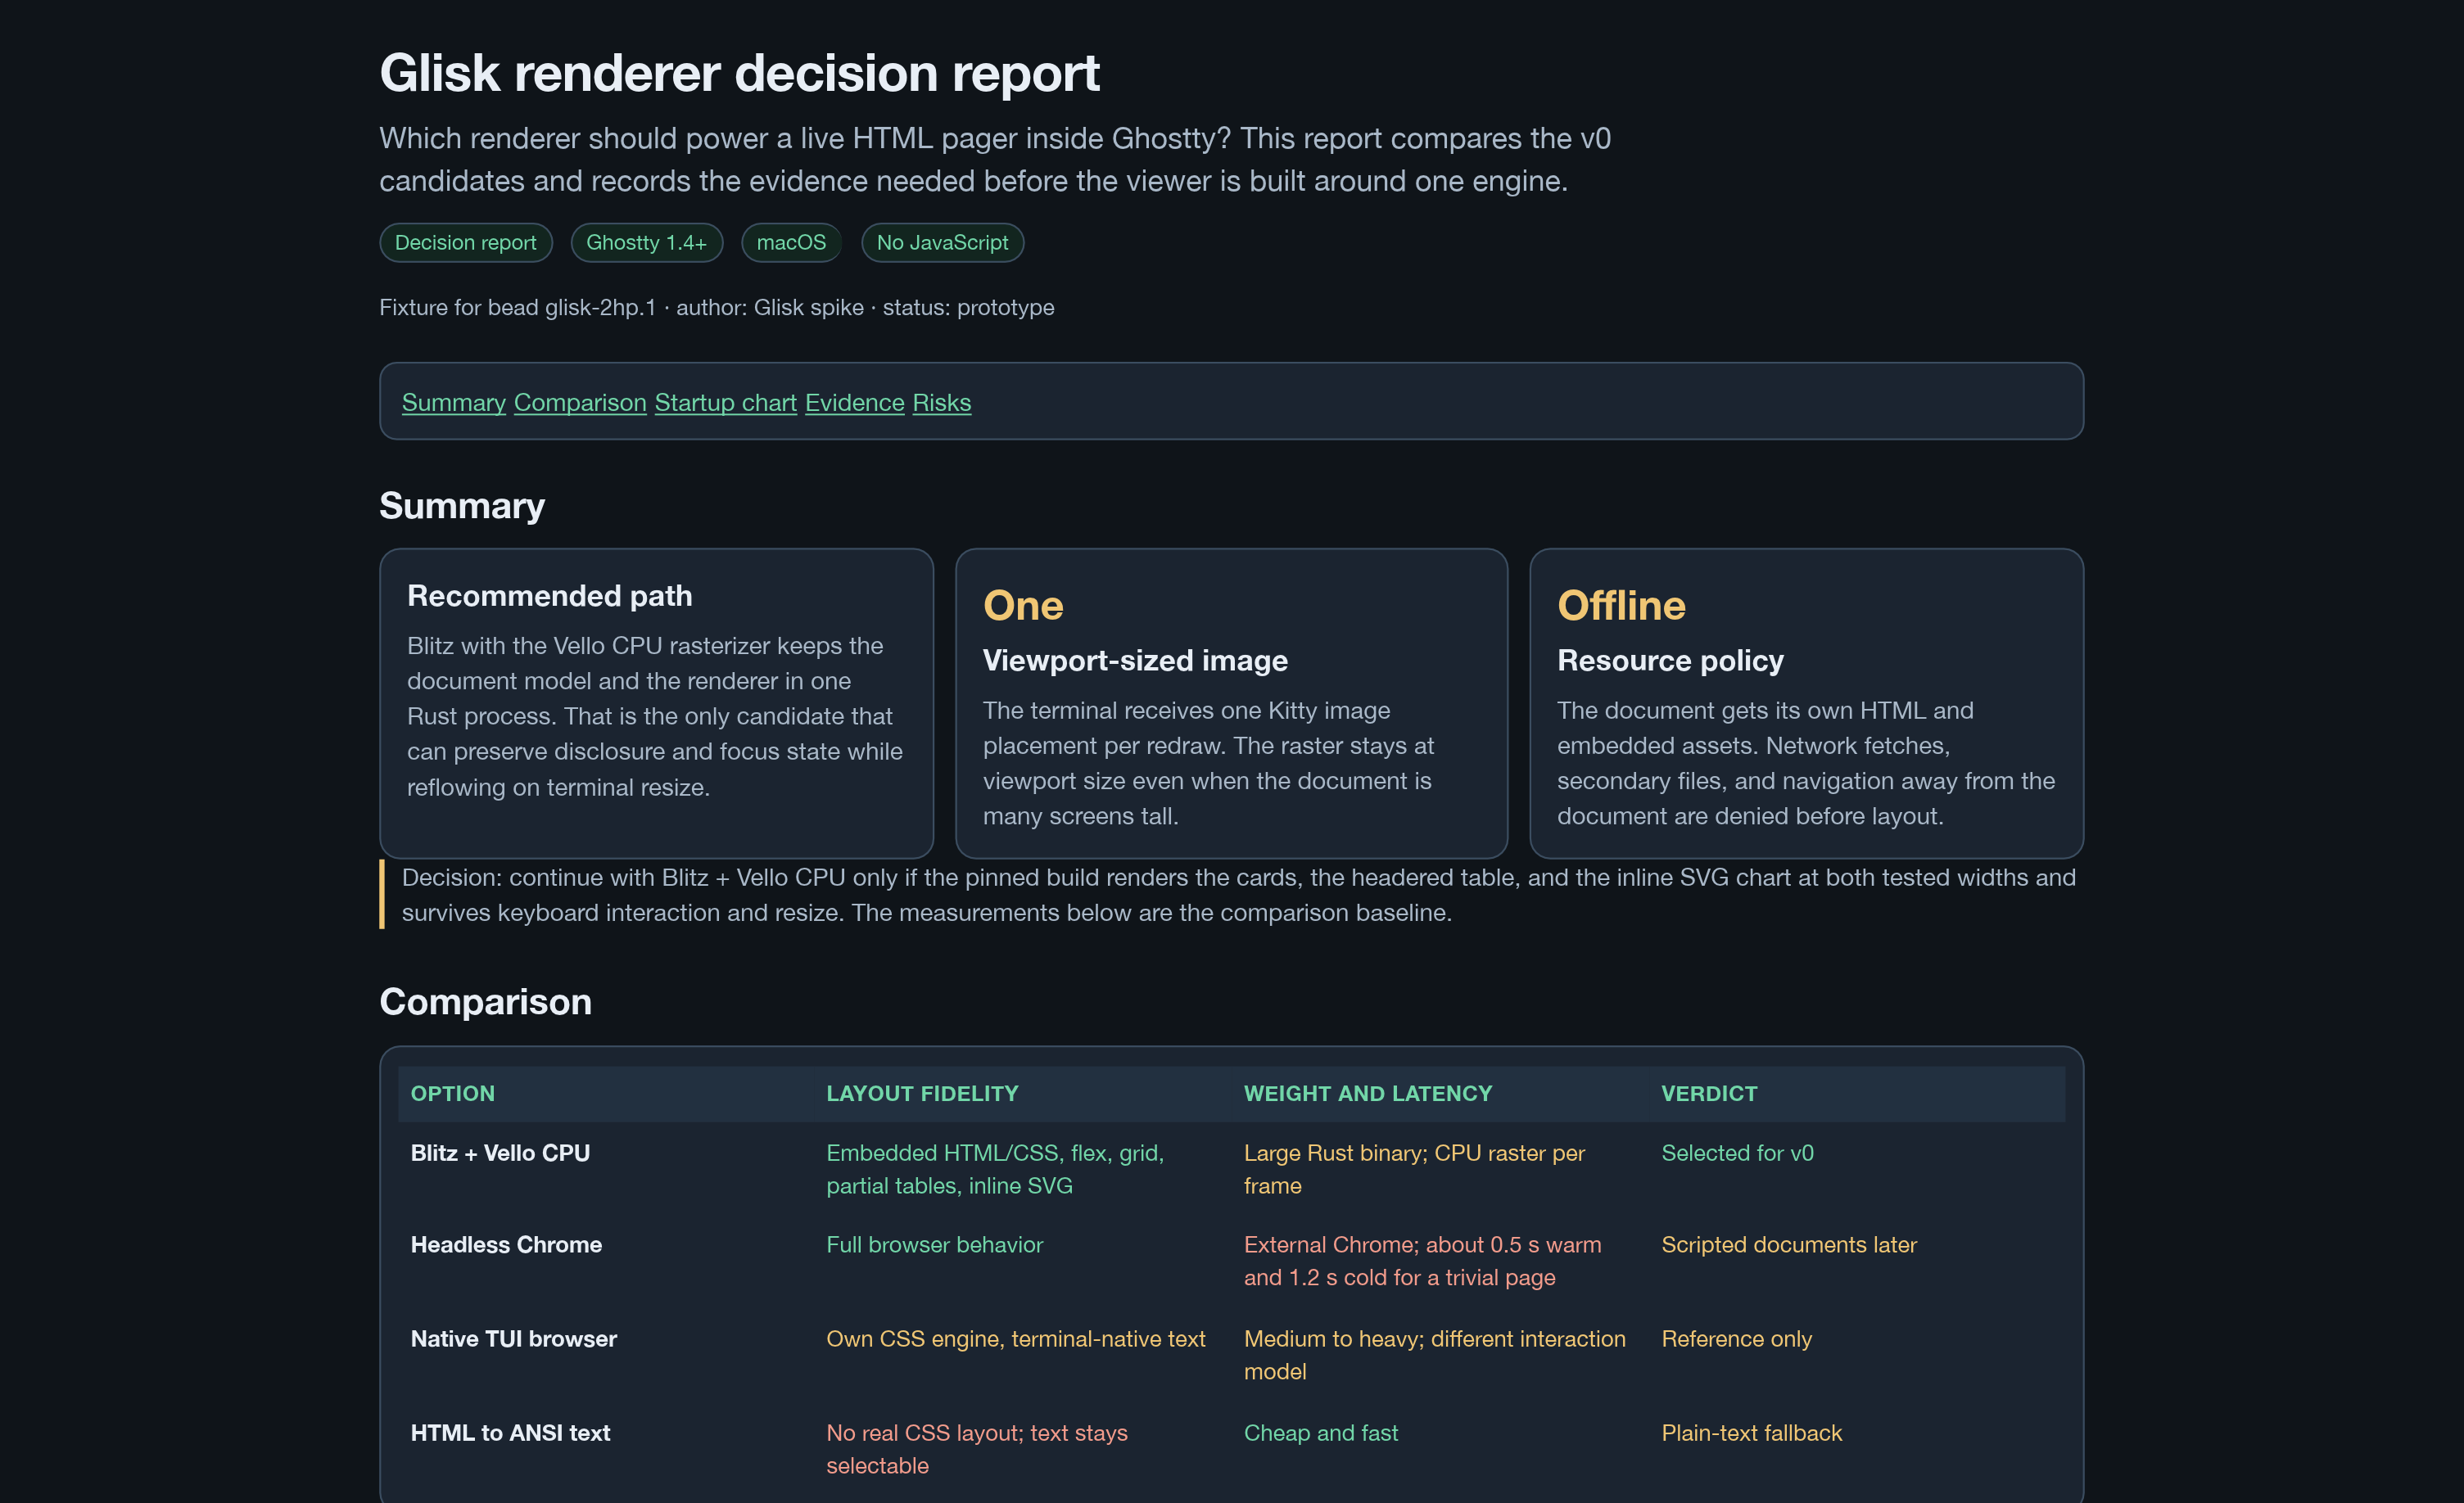 Glisk renderer decision report
Which renderer should power a live HTML pager inside Ghostty? This report compares the v0
candidates and records the evidence needed before the viewer is built around one engine.
Decision report Ghostty 1.4+ macOS No JavaScript
Fixture for bead glisk-2hp.1 · author: Glisk spike · status: prototype
Summary Comparison Startup chart Evidence Risks
Summary
Recommended path
Blitz with the Vello CPU rasterizer keeps the
document model and the renderer in one
Rust process. That is the only candidate that
can preserve disclosure and focus state while
reflowing on terminal resize.
One
Viewport-sized image
The terminal receives one Kitty image
placement per redraw. The raster stays at
viewport size even when the document is
many screens tall.
Offline
Resource policy
The document gets its own HTML and
embedded assets. Network fetches,
secondary files, and navigation away from the
document are denied before layout.
Decision: continue with Blitz + Vello CPU only if the pinned build renders the cards, the headered table, and the inline SVG chart at both tested widths and
survives keyboard interaction and resize. The measurements below are the comparison baseline.
Comparison
OPTION LAYOUT FIDELITY WEIGHT AND LATENCY VERDICT
Blitz + Vello CPU
Embedded HTML/CSS, flex, grid,
partial tables, inline SVG
Large Rust binary; CPU raster per
frame
Selected for v0
Headless Chrome
Full browser behavior
External Chrome; about 0.5 s warm
and 1.2 s cold for a trivial page
Scripted documents later
Native TUI browser
Own CSS engine, terminal-native text
Medium to heavy; different interaction
model
Reference only
HTML to ANSI text
No real CSS layout; text stays
selectable
Cheap and fast
Plain-text fallback